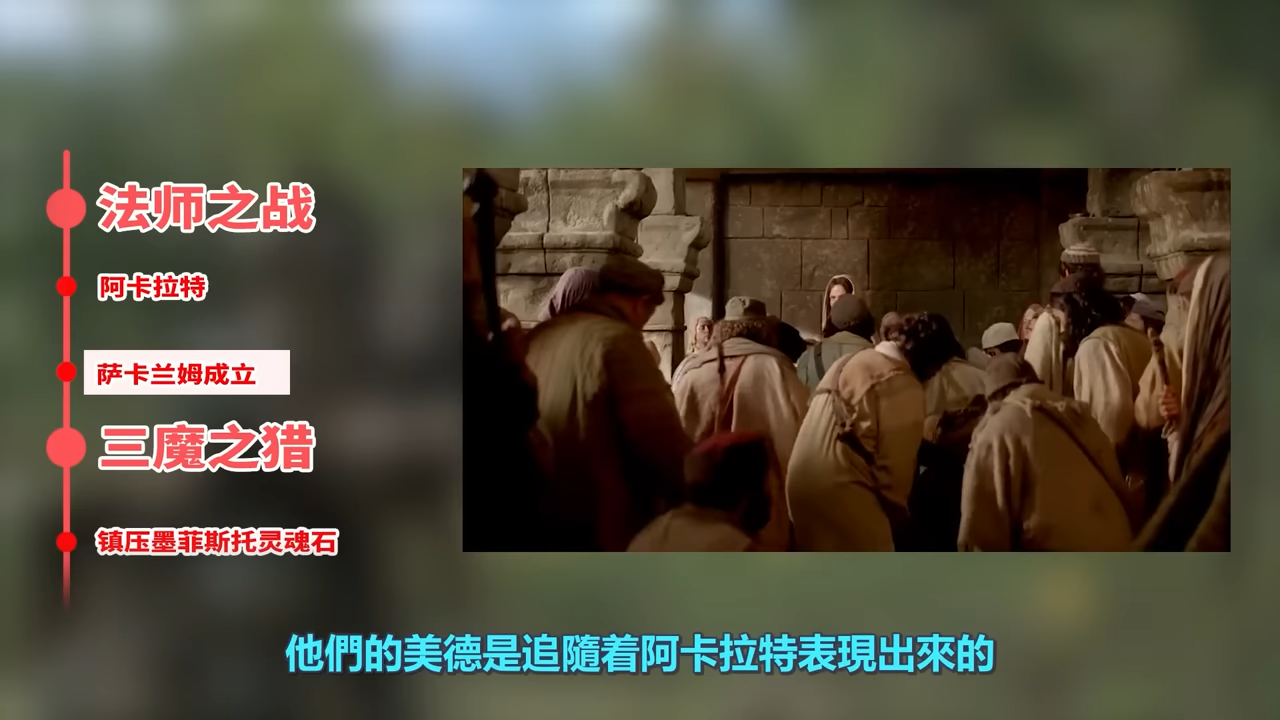 法师之战
阿卡拉特
萨卡兰姆成立
三魔之猎
镇压墨菲斯托灵魂石
他們的美德是追隨着阿卡拉特表現出來的